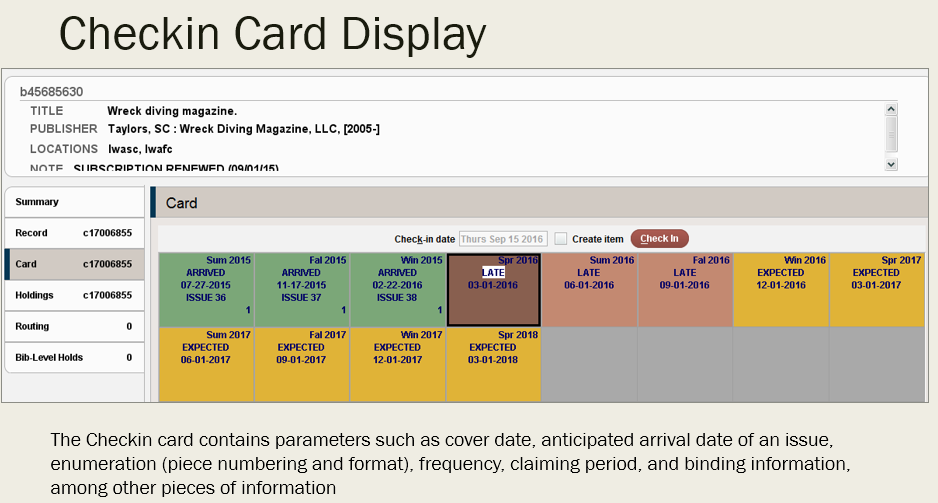 Checkin Card Display
b45685630
TITLE Wreck diving magazine.
PUBLISHER Taylors, SC : Wreck Diving Magazine, LLC, [2005-]
LOCATIONS lwasc, lwafc
NOTE SUBSCRIPTION RENEWED (09/01/15)
Summary
Record c17006855
Card c17006855
Holdings c17006855
Routing 0
Bib-Level Holds 0
Card
Check-in date Thurs Sep 15 2016 Create item Check In
Sum 2015 Fal 2015 Win 2015 Spr 2016 Sum 2016 Fal 2016 Win 2016 Spr 2017
ARRIVED ARRIVED ARRIVED LATE LATE LATE EXPECTED EXPECTED
07-27-2015 11-17-2015 02-22-2016 03-01-2016 06-01-2016 09-01-2016 12-01-2016 03-01-2017
ISSUE 36 ISSUE 37 ISSUE 38
1 1 1
Sum 2017 Fal 2017 Win 2017 Spr 2018
EXPECTED EXPECTED EXPECTED EXPECTED
06-01-2017 09-01-2017 12-01-2017 03-01-2018
The Checkin card contains parameters such as cover date, anticipated arrival date of an issue,
enumeration (piece numbering and format), frequency, claiming period, and binding information,
among other pieces of information